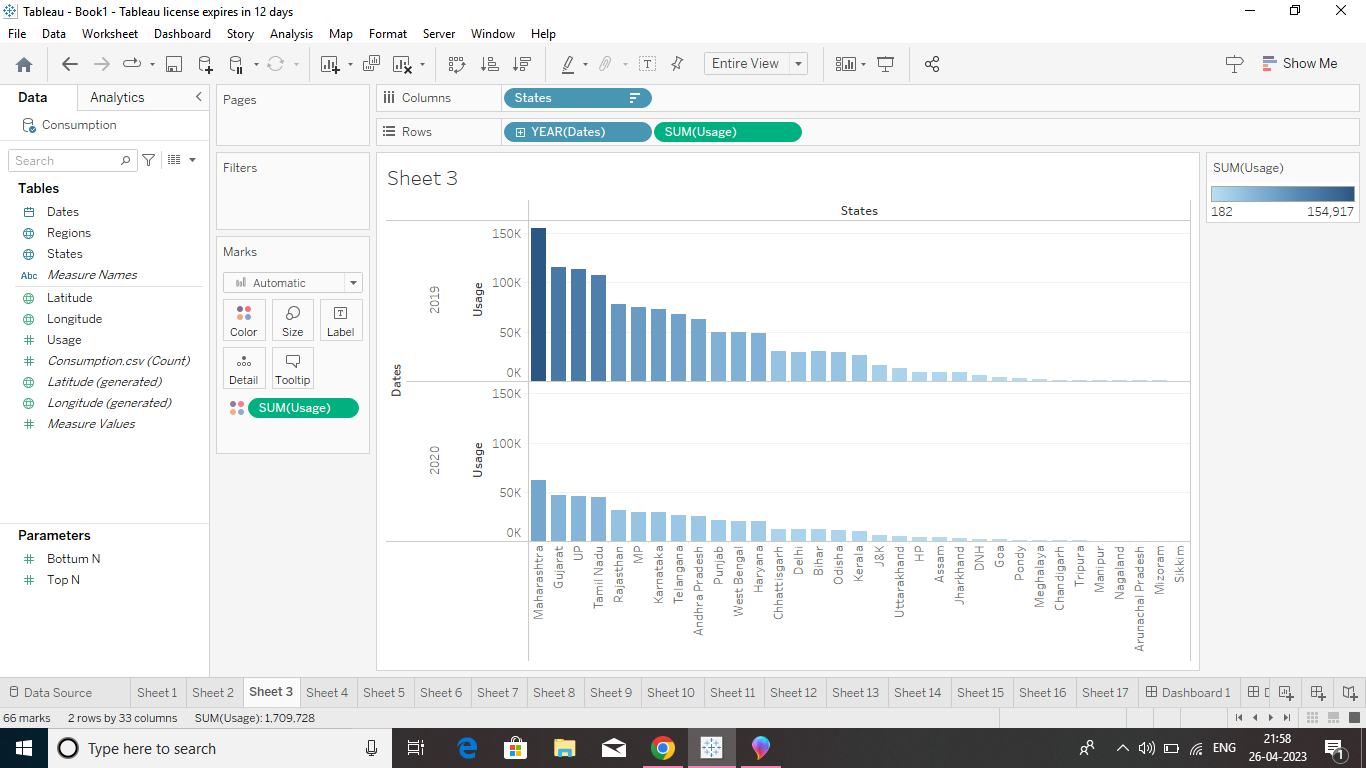 Tableau - Book1 - Tableau license expires in 12 days
File Data Worksheet Dashboard Story Analysis Map Format Server Window Help
Entire View
Show Me
Data Analytics
Consumption
Search
Tables
Dates
Regions
States
Abc Measure Names
Latitude
Longitude
Usage
Consumption.csv (Count)
Latitude (generated)
Longitude (generated)
Measure Values
Parameters
Bottum N
Top N
Pages
Filters
Marks
Automatic
Color Size Label
Detail Tooltip
SUM(Usage)
Columns States
Rows YEAR(Dates) SUM(Usage)
Sheet 3
States
Dates
2019
Usage
150K
100K
50K
0K
2020
Usage
150K
100K
50K
0K
Maharashtra
Gujarat
UP
Tamil Nadu
Rajasthan
MP
Karnataka
Telangana
Andhra Pradesh
Punjab
West Bengal
Haryana
Chhattisgarh
Delhi
Bihar
Odisha
Kerala
J&K
Uttarakhand
HP
Assam
Jharkhand
DNH
Goa
Pondy
Meghalaya
Chandigarh
Tripura
Manipur
Nagaland
Arunachal Pradesh
Mizoram
Sikkim
SUM(Usage)
182 154,917
Data Source Sheet 1 Sheet 2 Sheet 3 Sheet 4 Sheet 5 Sheet 6 Sheet 7 Sheet 8 Sheet 9 Sheet 10 Sheet 11 Sheet 12 Sheet 13 Sheet 14 Sheet 15 Sheet 16 Sheet 17 Dashboard 1
66 marks 2 rows by 33 columns SUM(Usage): 1,709,728
Type here to search
ENG
21:58
26-04-2023
1